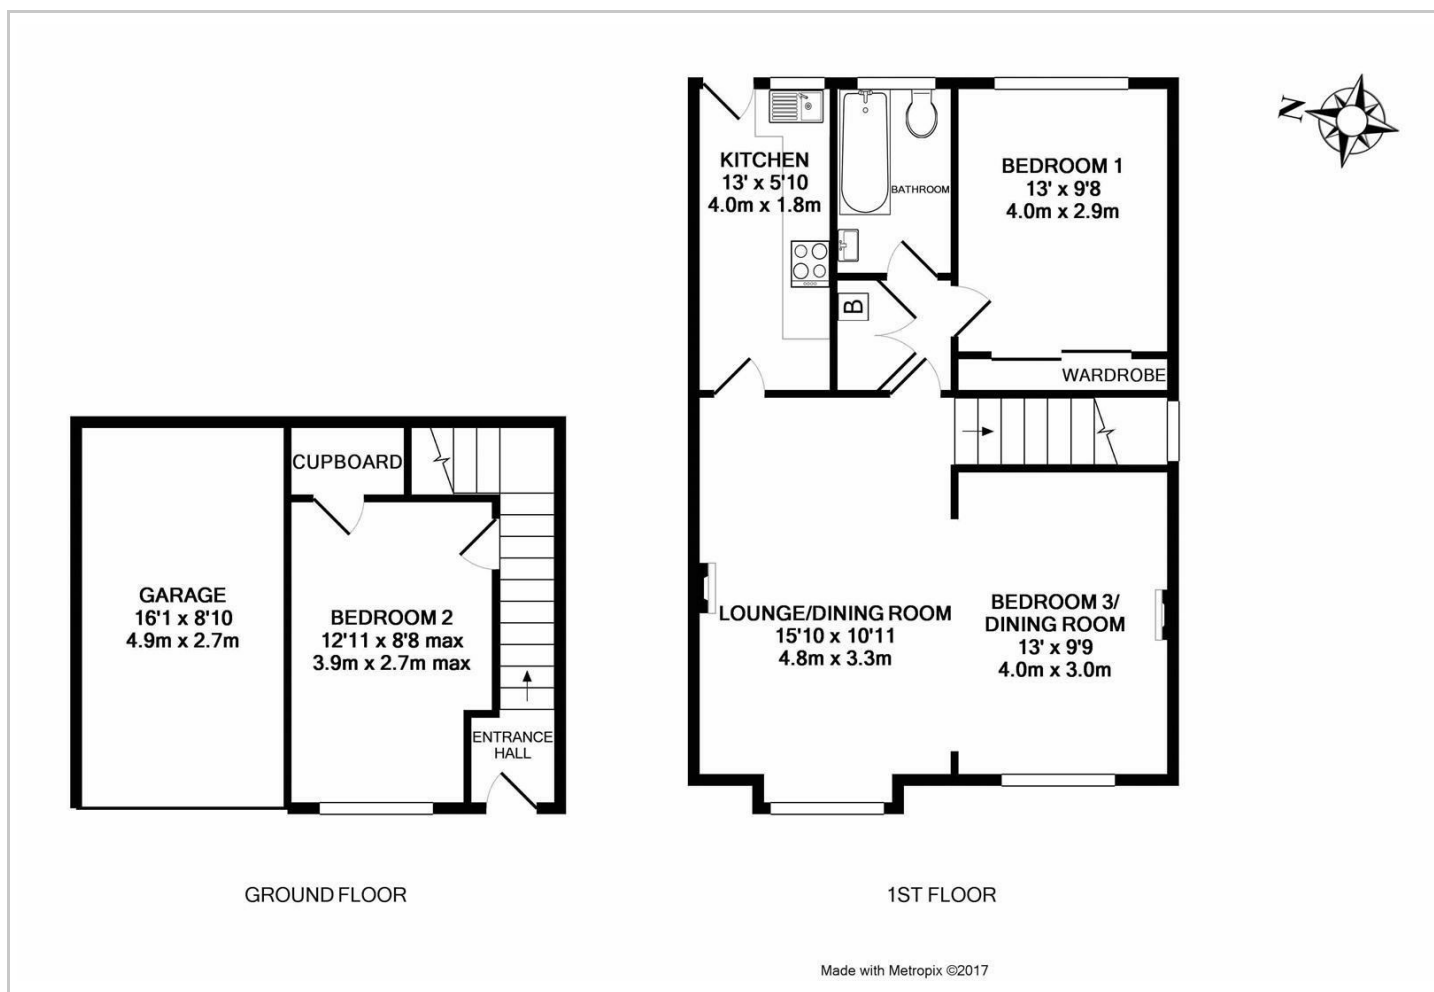 N
KITCHEN
13' x 5'10
4.0m x 1.8m
BATHROOM
BEDROOM 1
13' x 9'8
4.0m x 2.9m
B
WARDROBE
CUPBOARD
GARAGE
16'1 x 8'10
4.9m x 2.7m
BEDROOM 2
12'11 x 8'8 max
3.9m x 2.7m max
ENTRANCE
HALL
LOUNGE/DINING ROOM
15'10 x 10'11
4.8m x 3.3m
BEDROOM 3/
DINING ROOM
13' x 9'9
4.0m x 3.0m
GROUND FLOOR
1ST FLOOR
Made with Metropix ©2017